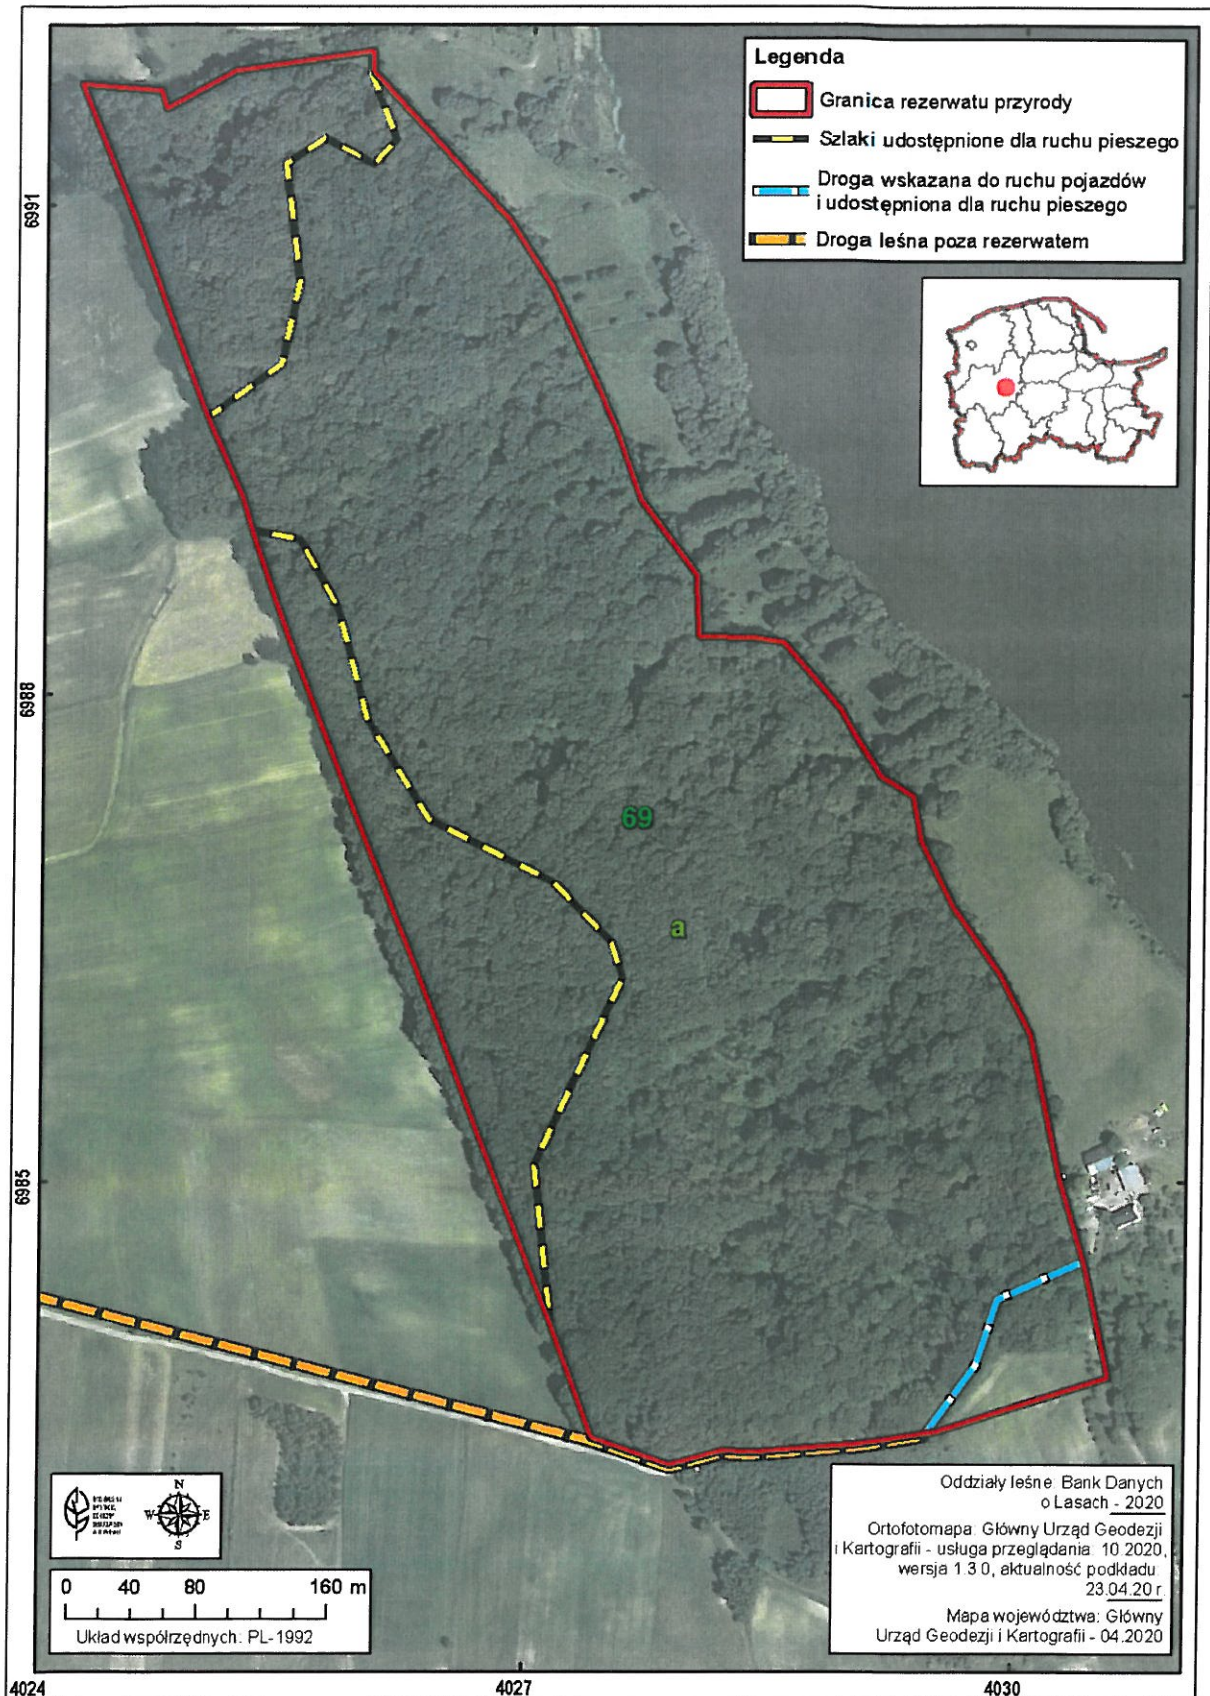 Legenda
Granica rezerwatu przyrody
Szlaki udostępnione dla ruchu pieszego
Droga wskazana do ruchu pojazdów
i udostępniona dla ruchu pieszego
Droga leśna poza rezerwatem
6991
6988
69
a
6985
N
W E
S
0 40 80 160 m
Układ współrzędnych: PL-1992
Oddziały leśne: Bank Danych
o Lasach - 2020
Ortofotomapa: Główny Urząd Geodezji
i Kartografii - usługa przeglądania: 10.2020,
wersja 1.3.0, aktualność podkładu:
23.04.20 r.
Mapa województwa: Główny
Urząd Geodezji i Kartografii - 04.2020
4024 4027 4030